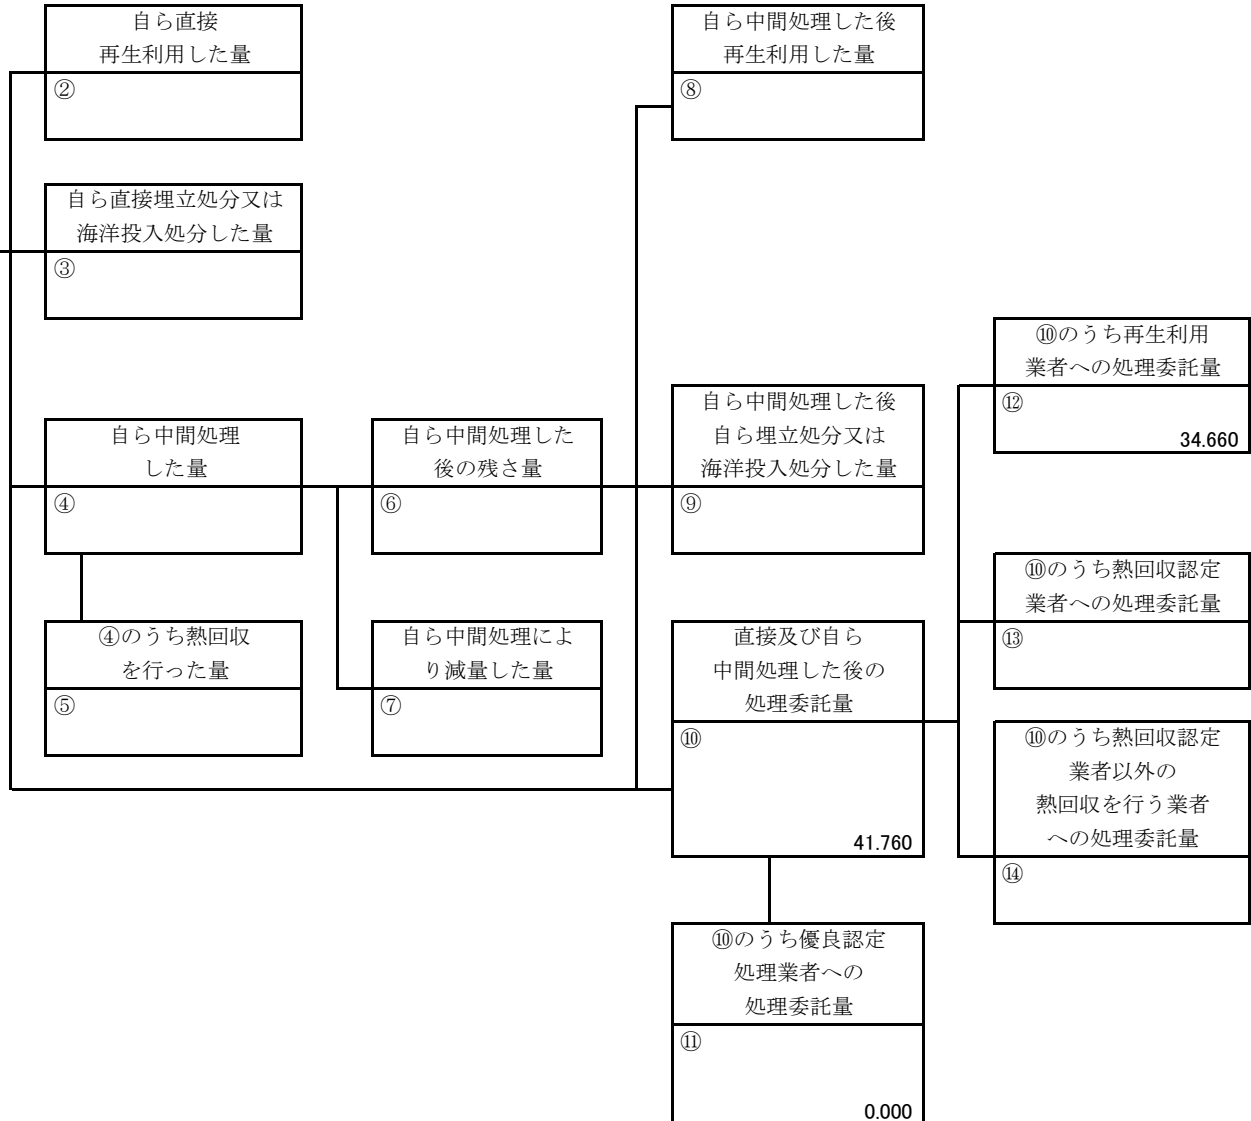 自ら直接
再生利用した量
②
自ら中間処理した後
再生利用した量
⑧
自ら直接埋立処分又は
海洋投入処分した量
③
⑩のうち再生利用
業者への処理委託量
⑫
34.660
自ら中間処理
した量
④
自ら中間処理した
後の残さ量
⑥
自ら中間処理した後
自ら埋立処分又は
海洋投入処分した量
⑨
⑩のうち熱回収認定
業者への処理委託量
⑬
④のうち熱回収
を行った量
⑤
自ら中間処理によ
り減量した量
⑦
直接及び自ら
中間処理した後の
処理委託量
⑩
41.760
⑩のうち熱回収認定
業者以外の
熱回収を行う業者
への処理委託量
⑭
⑩のうち優良認定
処理業者への
処理委託量
⑪
0.000